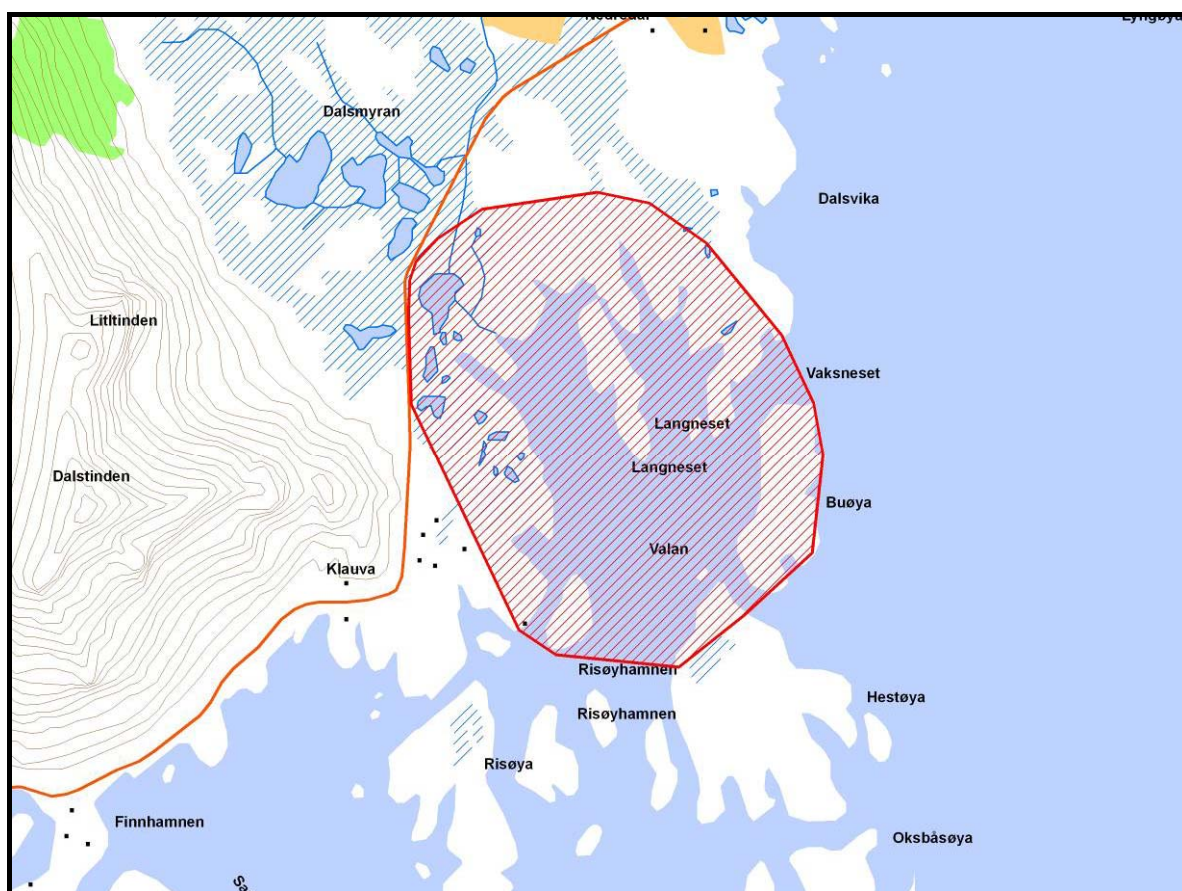 Dalsmyran
Dalsvika
Litltinden
Vaksneset
Langneset
Langneset
Dalstinden
Buøya
Valan
Klauva
Risøyhamnen
Hestøya
Risøyhamnen
Risøya
Finnhamnen
Oksbåsøya